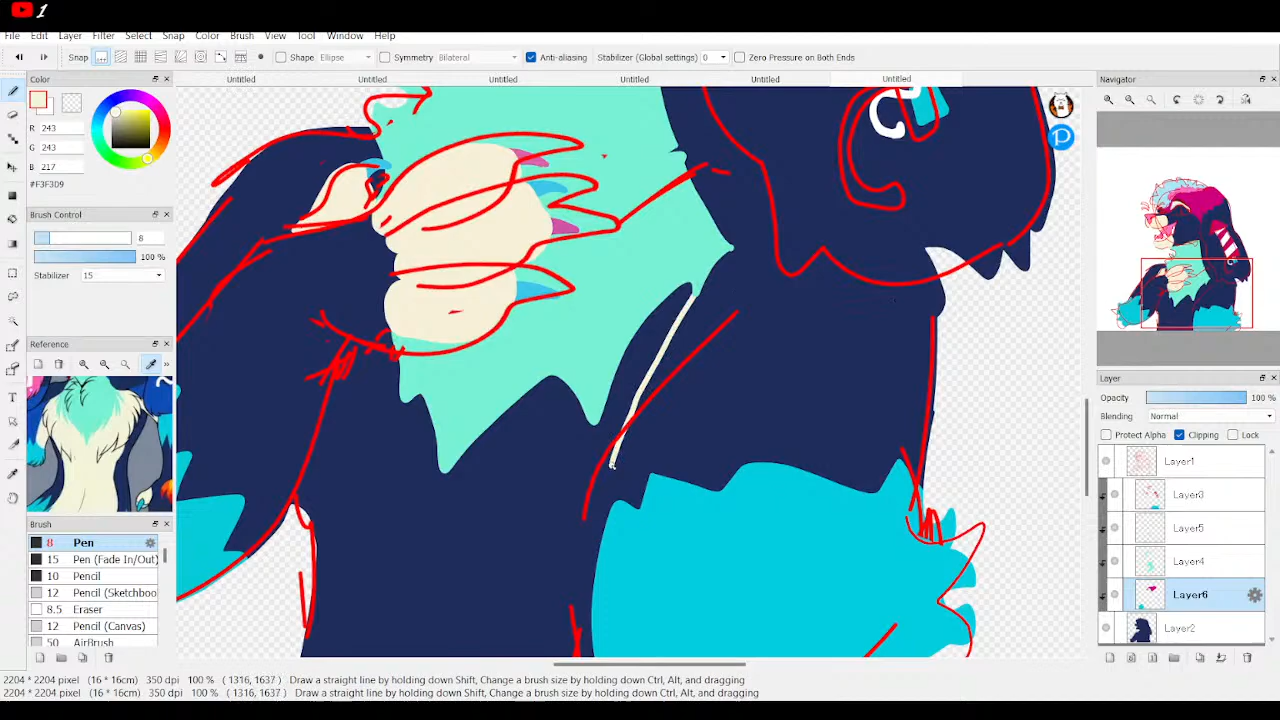 1
File Edit Layer Filter Select Snap Color Brush View Tool Window Help
Snap Shape Ellipse Symmetry Bilateral Anti-aliasing Stabilizer (Global settings) 0 Zero Pressure on Both Ends
Color
Untitled Untitled Untitled Untitled Untitled Untitled
Navigator
R 243
G 243
B 217
#F3F309
Brush Control
8
100 %
Stabilizer 15
Reference
Brush
8 Pen
15 Pen (Fade In/Out)
10 Pencil
12 Pencil (Sketchboo
8.5 Eraser
12 Pencil (Canvas)
50 AirBrush
P
Layer
Opacity 100 %
Blending Normal
Protect Alpha Clipping Lock
Layer1
Layer3
Layer5
Layer4
Layer6
Layer2
2204 * 2204 pixel (16 * 16cm) 350 dpi 100 % ( 1316, 1637) Draw a straight line by holding down Shift, Change a brush size by holding down Ctrl, Alt, and dragging
2204 * 2204 pixel (16 * 16cm) 350 dpi 100 % ( 1316, 1637) Draw a straight line by holding down Shift, Change a brush size by holding down Ctrl, Alt, and dragging